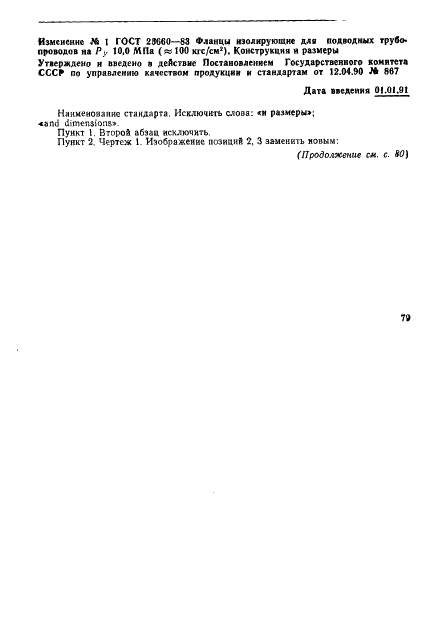 Изменение № 1 ГОСТ 25660—83 Фланцы изолирующие для подводных трубо-
проводов на Pу 10,0 МПа (≈100 кгс/см²). Конструкция и размеры
Утверждено и введено в действие Постановлением Государственного комитета
СССР по управлению качеством продукции и стандартам от 12.04.90 № 867
Дата введения 01.01.91
Наименование стандарта. Исключить слова: «и размеры»;
«and dimensions».
Пункт 1. Второй абзац исключить.
Пункт 2. Чертеж 1. Изображение позиций 2, 3 заменить новым:
(Продолжение см. с. 80)
79